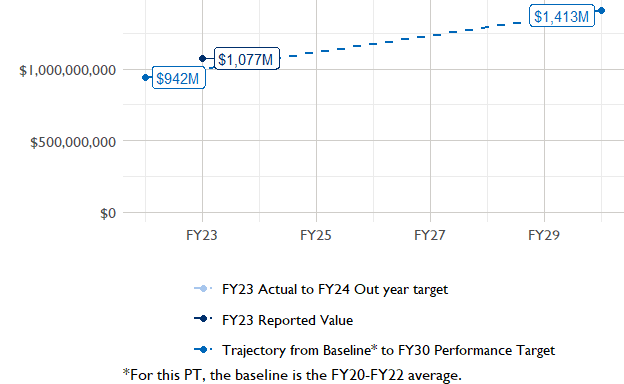 $1,413M
$1,077M
$1,000,000,000
$942M
$500,000,000
$0
FY23 FY25 FY27 FY29
FY23 Actual to FY24 Out year target
FY23 Reported Value
Trajectory from Baseline* to FY30 Performance Target
*For this PT, the baseline is the FY20-FY22 average.